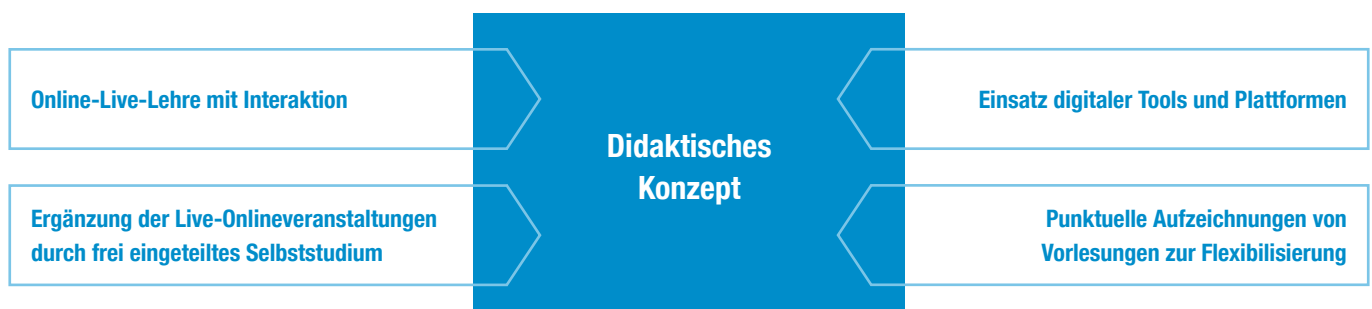 Online-Live-Lehre mit Interaktion
Ergänzung der Live-Onlineveranstaltungen
durch frei eingeteiltes Selbststudium
Didaktisches
Konzept
Einsatz digitaler Tools und Plattformen
Punktuelle Aufzeichnungen von
Vorlesungen zur Flexibilisierung